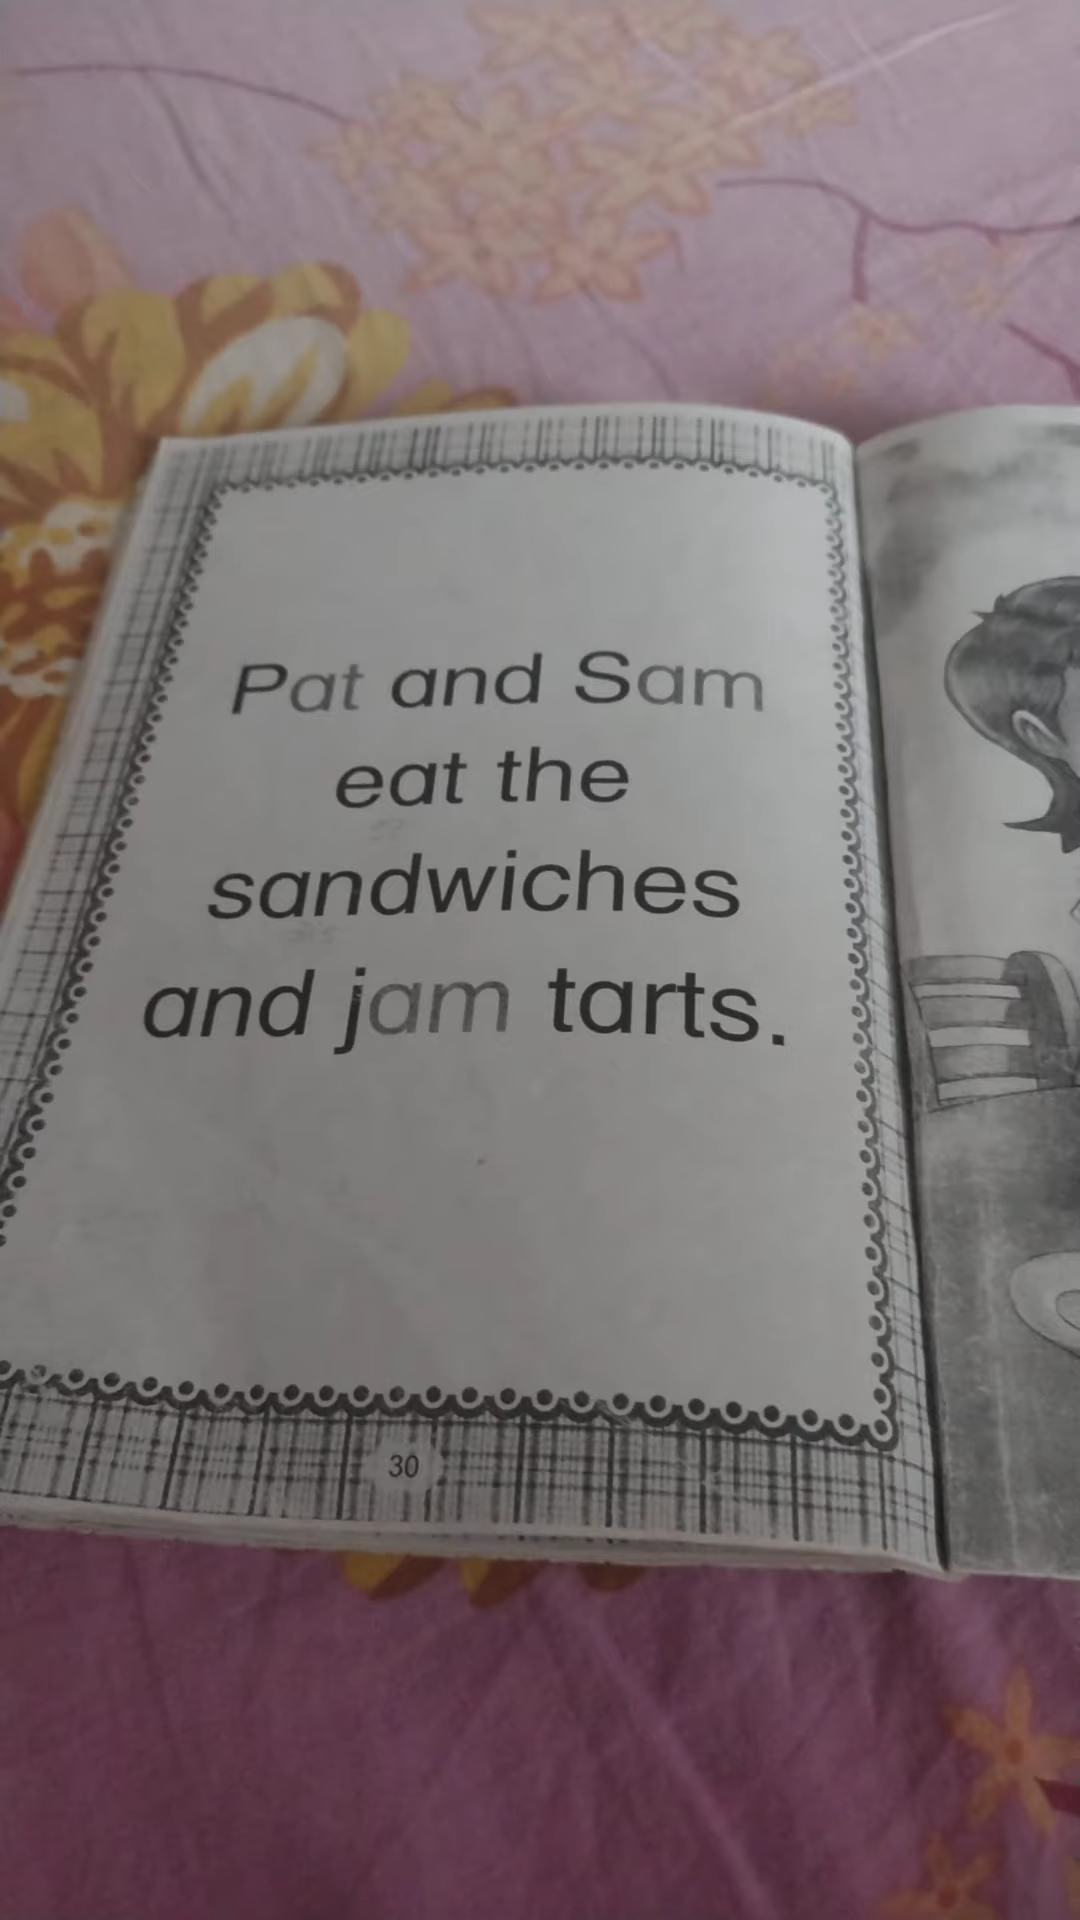 Pat and Sam
eat the
sandwiches
and jam tarts.
30